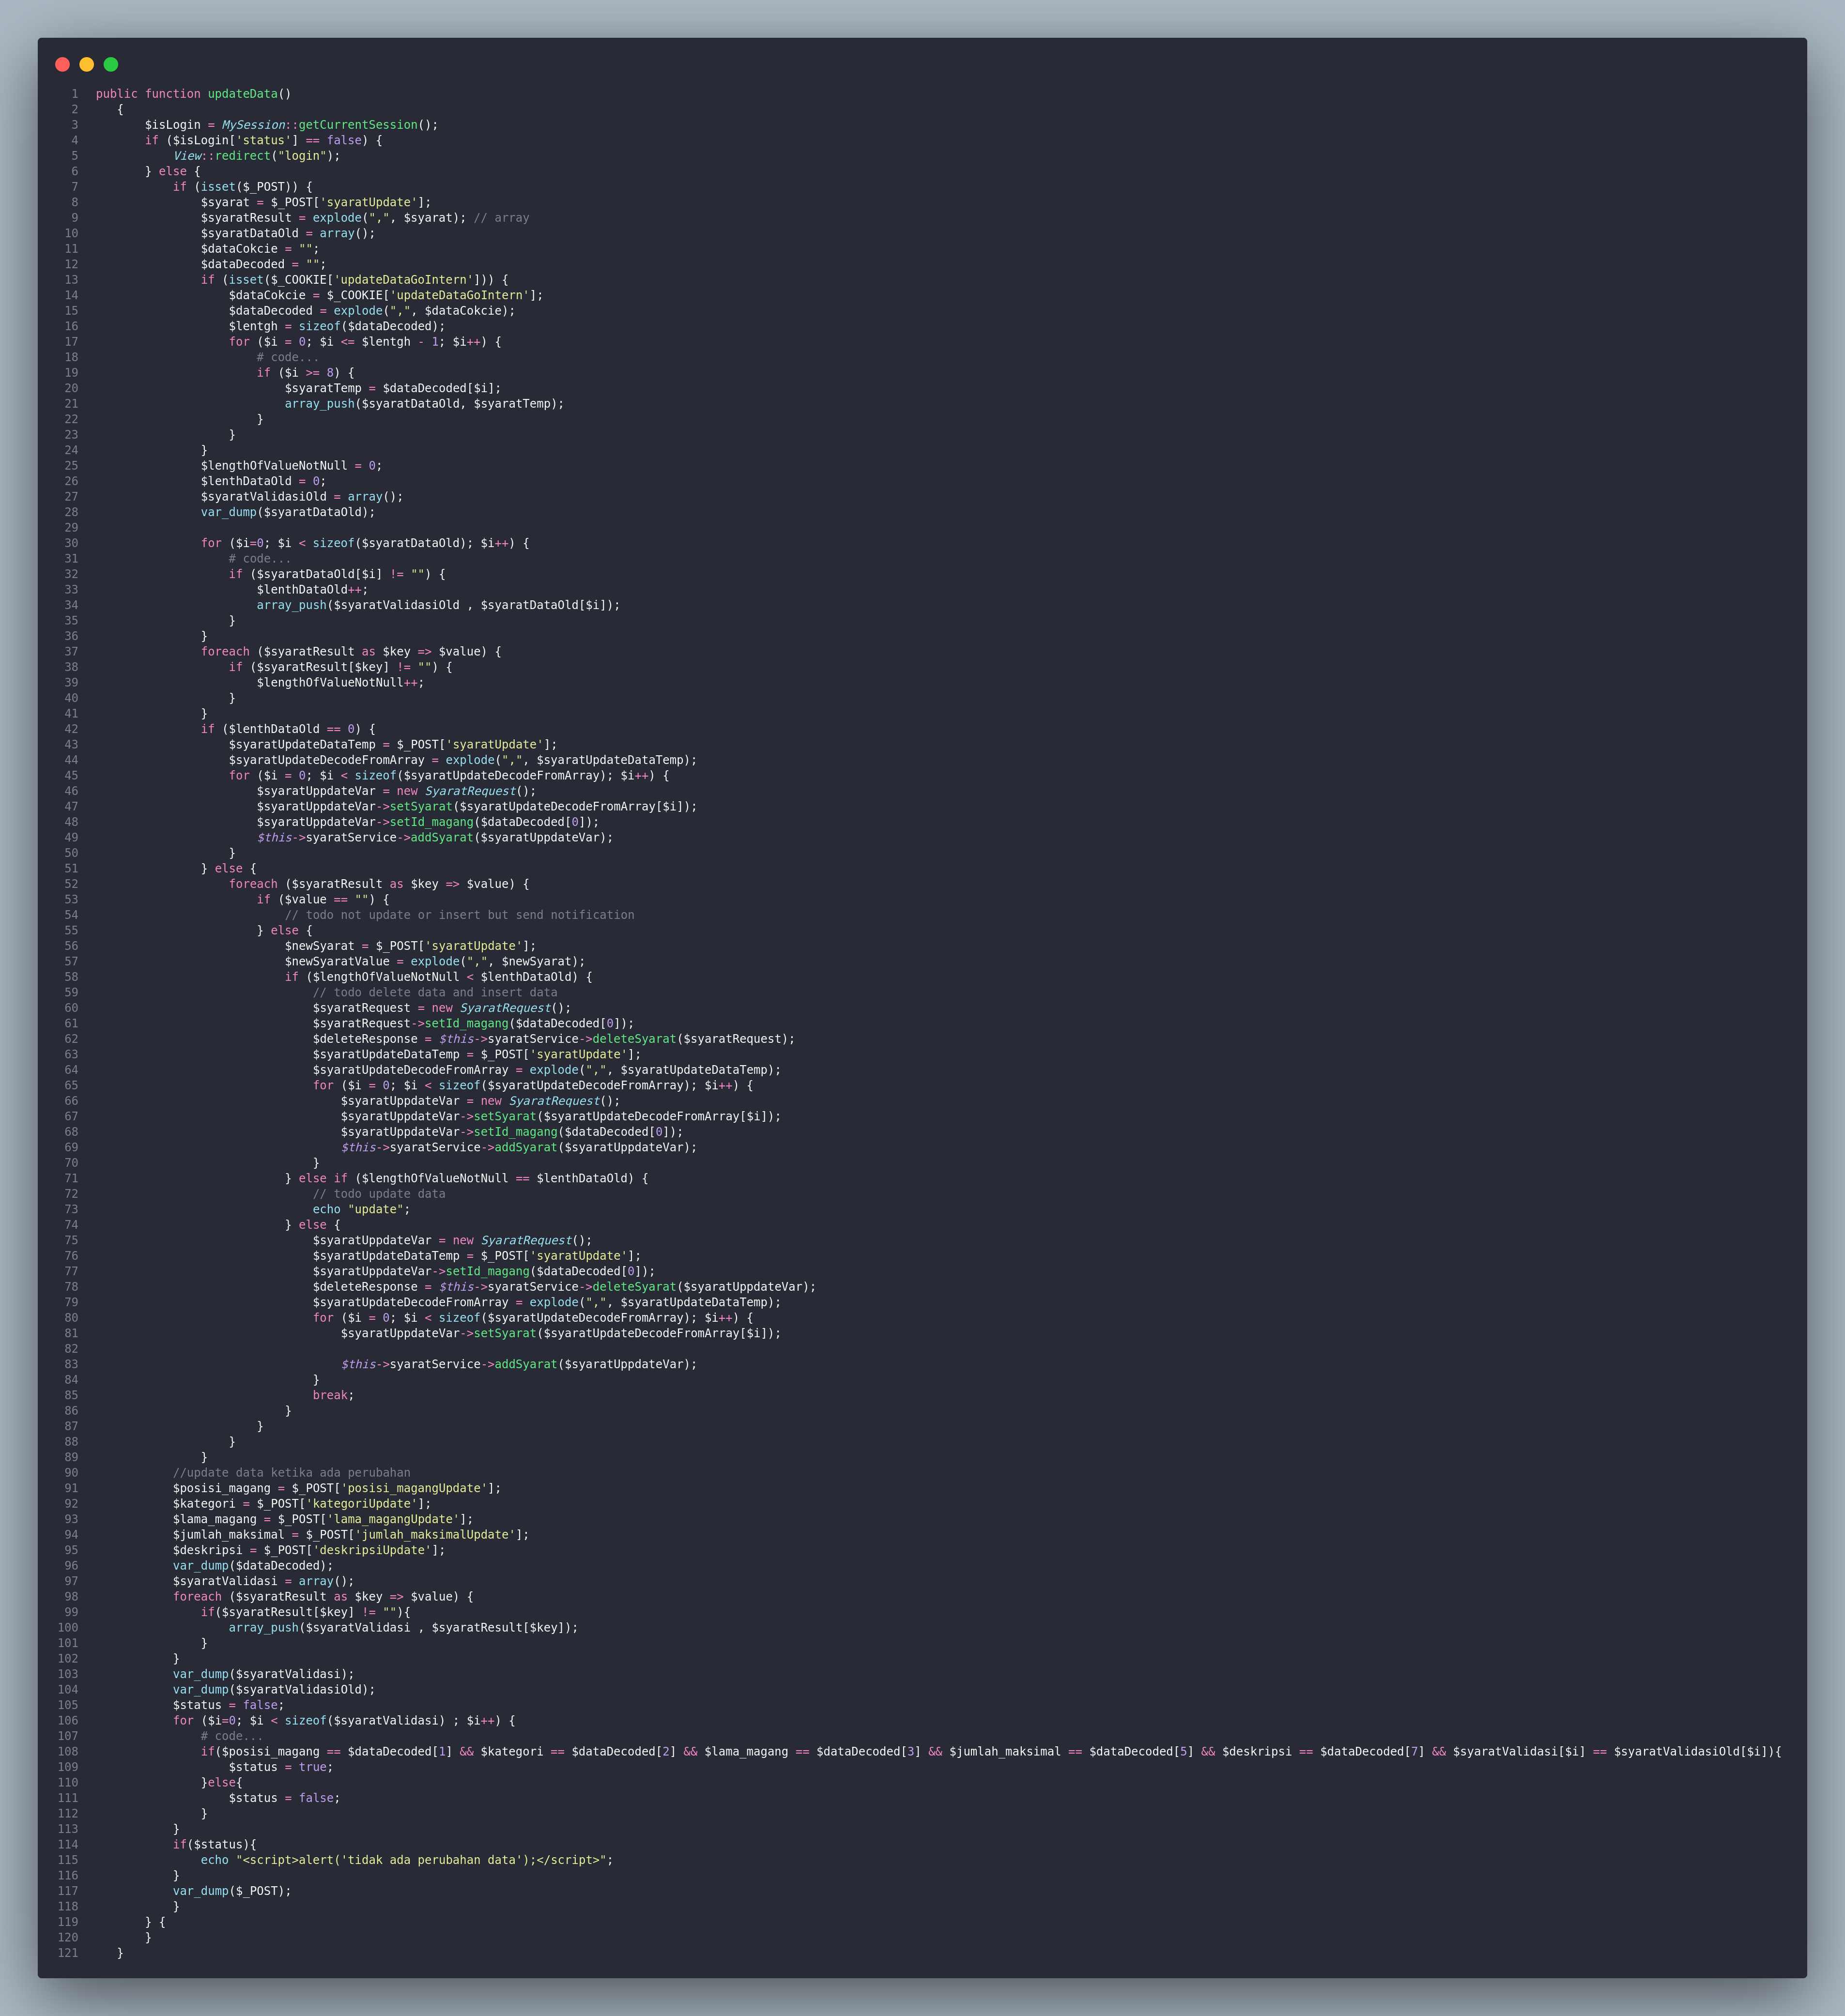 1 public function updateData()
2    {
3        $isLogin = MySession::getCurrentSession();
4        if ($isLogin['status'] == false) {
5            View::redirect("login");
6        } else {
7            if (isset($_POST)) {
8                $syarat = $_POST['syaratUpdate'];
9                $syaratResult = explode(",", $syarat); // array
10                $syaratDataOld = array();
11                $dataCokcie = "";
12                $dataDecoded = "";
13                if (isset($_COOKIE['updateDataGoIntern'])) {
14                    $dataCokcie = $_COOKIE['updateDataGoIntern'];
15                    $dataDecoded = explode(",", $dataCokcie);
16                    $lentgh = sizeof($dataDecoded);
17                    for ($i = 0; $i <= $lentgh - 1; $i++) {
18                        # code...
19                        if ($i >= 8) {
20                            $syaratTemp = $dataDecoded[$i];
21                            array_push($syaratDataOld, $syaratTemp);
22                        }
23                    }
24                }
25                $lengthOfValueNotNull = 0;
26                $lenthDataOld = 0;
27                $syaratValidasiOld = array();
28                var_dump($syaratDataOld);
29
30                for ($i=0; $i < sizeof($syaratDataOld); $i++) {
31                    # code...
32                    if ($syaratDataOld[$i] != "") {
33                        $lenthDataOld++;
34                        array_push($syaratValidasiOld , $syaratDataOld[$i]);
35                    }
36                }
37                foreach ($syaratResult as $key => $value) {
38                    if ($syaratResult[$key] != "") {
39                        $lengthOfValueNotNull++;
40                    }
41                }
42                if ($lenthDataOld == 0) {
43                    $syaratUpdateDataTemp = $_POST['syaratUpdate'];
44                    $syaratUpdateDecodeFromArray = explode(",", $syaratUpdateDataTemp);
45                    for ($i = 0; $i < sizeof($syaratUpdateDecodeFromArray); $i++) {
46                        $syaratUppdateVar = new SyaratRequest();
47                        $syaratUppdateVar->setSyarat($syaratUpdateDecodeFromArray[$i]);
48                        $syaratUppdateVar->setId_magang($dataDecoded[0]);
49                        $this->syaratService->addSyarat($syaratUppdateVar);
50                    }
51                } else {
52                    foreach ($syaratResult as $key => $value) {
53                        if ($value == "") {
54                            // todo not update or insert but send notification
55                        } else {
56                            $newSyarat = $_POST['syaratUpdate'];
57                            $newSyaratValue = explode(",", $newSyarat);
58                            if ($lengthOfValueNotNull < $lenthDataOld) {
59                                // todo delete data and insert data
60                                $syaratRequest = new SyaratRequest();
61                                $syaratRequest->setId_magang($dataDecoded[0]);
62                                $deleteResponse = $this->syaratService->deleteSyarat($syaratRequest);
63                                $syaratUpdateDataTemp = $_POST['syaratUpdate'];
64                                $syaratUpdateDecodeFromArray = explode(",", $syaratUpdateDataTemp);
65                                for ($i = 0; $i < sizeof($syaratUpdateDecodeFromArray); $i++) {
66                                    $syaratUppdateVar = new SyaratRequest();
67                                    $syaratUppdateVar->setSyarat($syaratUpdateDecodeFromArray[$i]);
68                                    $syaratUppdateVar->setId_magang($dataDecoded[0]);
69                                    $this->syaratService->addSyarat($syaratUppdateVar);
70                                }
71                            } else if ($lengthOfValueNotNull == $lenthDataOld) {
72                                // todo update data
73                                echo "update";
74                            } else {
75                                $syaratUppdateVar = new SyaratRequest();
76                                $syaratUpdateDataTemp = $_POST['syaratUpdate'];
77                                $syaratUppdateVar->setId_magang($dataDecoded[0]);
78                                $deleteResponse = $this->syaratService->deleteSyarat($syaratUppdateVar);
79                                $syaratUpdateDecodeFromArray = explode(",", $syaratUpdateDataTemp);
80                                for ($i = 0; $i < sizeof($syaratUpdateDecodeFromArray); $i++) {
81                                    $syaratUppdateVar->setSyarat($syaratUpdateDecodeFromArray[$i]);
82
83                                    $this->syaratService->addSyarat($syaratUppdateVar);
84                                }
85                                break;
86                            }
87                        }
88                    }
89                }
90            //update data ketika ada perubahan
91            $posisi_magang = $_POST['posisi_magangUpdate'];
92            $kategori = $_POST['kategoriUpdate'];
93            $lama_magang = $_POST['lama_magangUpdate'];
94            $jumlah_maksimal = $_POST['jumlah_maksimalUpdate'];
95            $deskripsi = $_POST['deskripsiUpdate'];
96            var_dump($dataDecoded);
97            $syaratValidasi = array();
98            foreach ($syaratResult as $key => $value) {
99                if($syaratResult[$key] != ""){
100                    array_push($syaratValidasi , $syaratResult[$key]);
101                }
102            }
103            var_dump($syaratValidasi);
104            var_dump($syaratValidasiOld);
105            $status = false;
106            for ($i=0; $i < sizeof($syaratValidasi) ; $i++) {
107                # code...
108                if($posisi_magang == $dataDecoded[1] && $kategori == $dataDecoded[2] && $lama_magang == $dataDecoded[3] && $jumlah_maksimal == $dataDecoded[5] && $deskripsi == $dataDecoded[7] && $syaratValidasi[$i] == $syaratValidasiOld[$i]){
109                    $status = true;
110                }else{
111                    $status = false;
112                }
113            }
114            if($status){
115                echo "<script>alert('tidak ada perubahan data');</script>";
116            }
117            var_dump($_POST);
118            }
119        } {
120        }
121    }